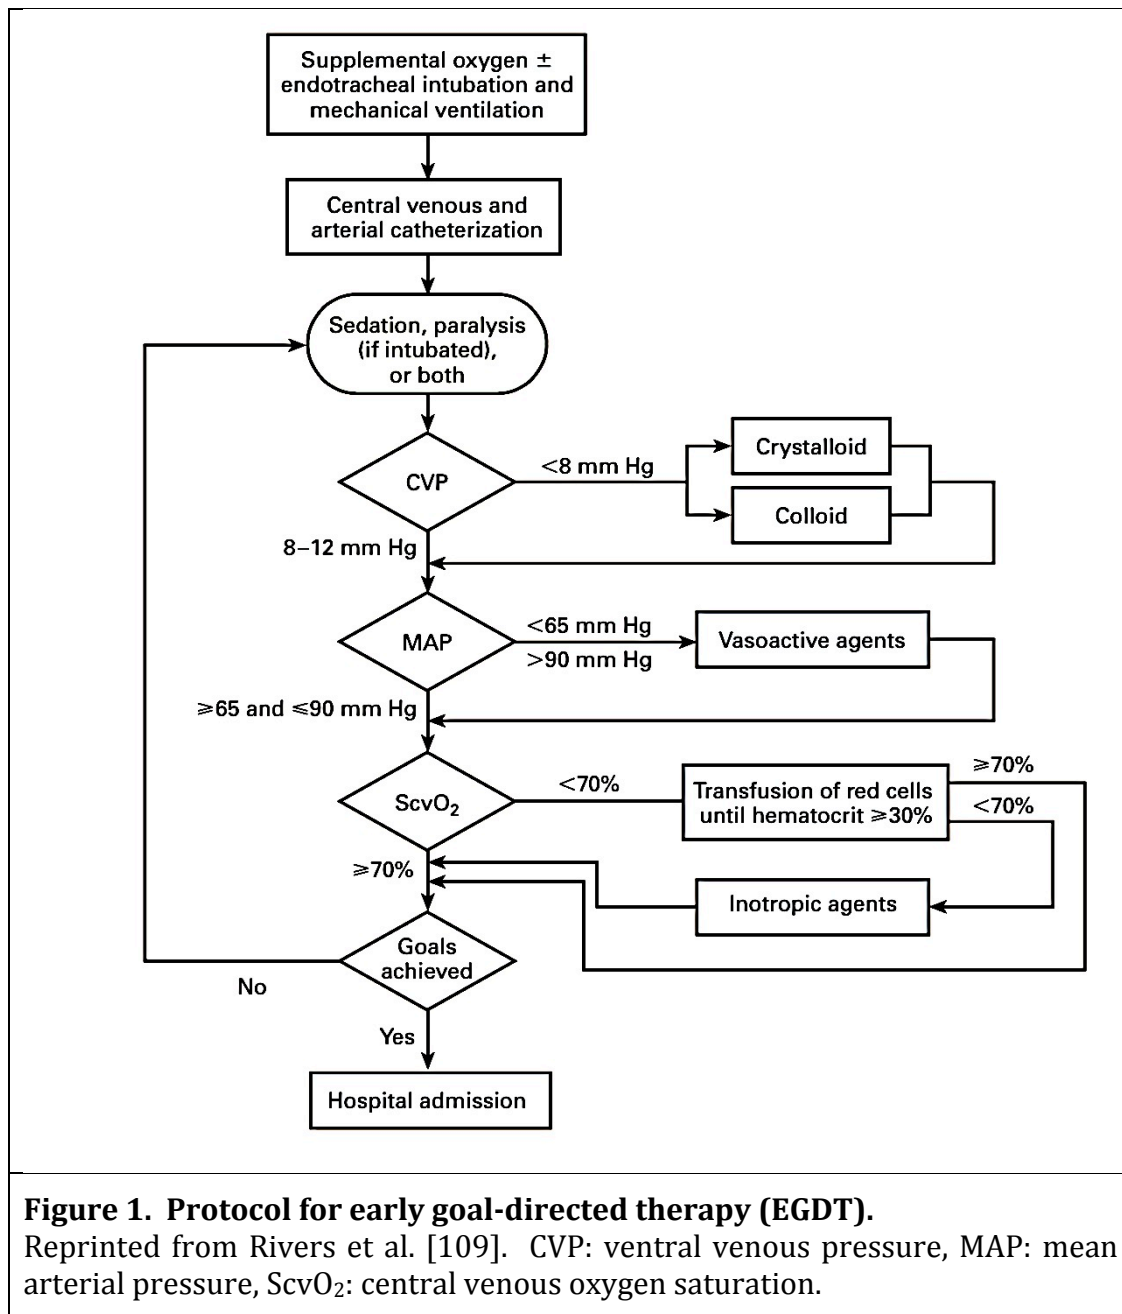 Supplemental oxygen ±
endotracheal intubation and
mechanical ventilation
Central venous and
arterial catheterization
Sedation, paralysis
(if intubated),
or both
CVP
<8 mm Hg
Crystalloid
Colloid
8–12 mm Hg
MAP
<65 mm Hg
>90 mm Hg
Vasoactive agents
≥65 and ≤90 mm Hg
ScvO₂
<70%
Transfusion of red cells
until hematocrit ≥30%
≥70%
<70%
≥70%
Inotropic agents
Goals
achieved
No
Yes
Hospital admission
Figure 1. Protocol for early goal-directed therapy (EGDT).
Reprinted from Rivers et al. [109]. CVP: ventral venous pressure, MAP: mean
arterial pressure, ScvO₂: central venous oxygen saturation.